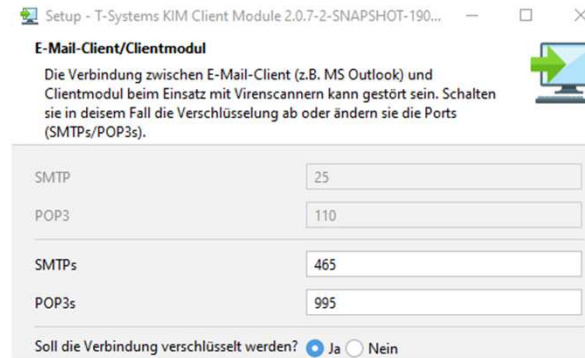 Setup - T-Systems KIM Client Module 2.0.7-2-SNAPSHOT-190...
E-Mail-Client/Clientmodul
Die Verbindung zwischen E-Mail-Client (z.B. MS Outlook) und
Clientmodul beim Einsatz mit Virenscannern kann gestört sein. Schalten
sie in deisem Fall die Verschlüsselung ab oder ändern sie die Ports
(SMTPs/POP3s).
SMTP 25
POP3 110
SMTPs 465
POP3s 995
Soll die Verbindung verschlüsselt werden? Ja Nein